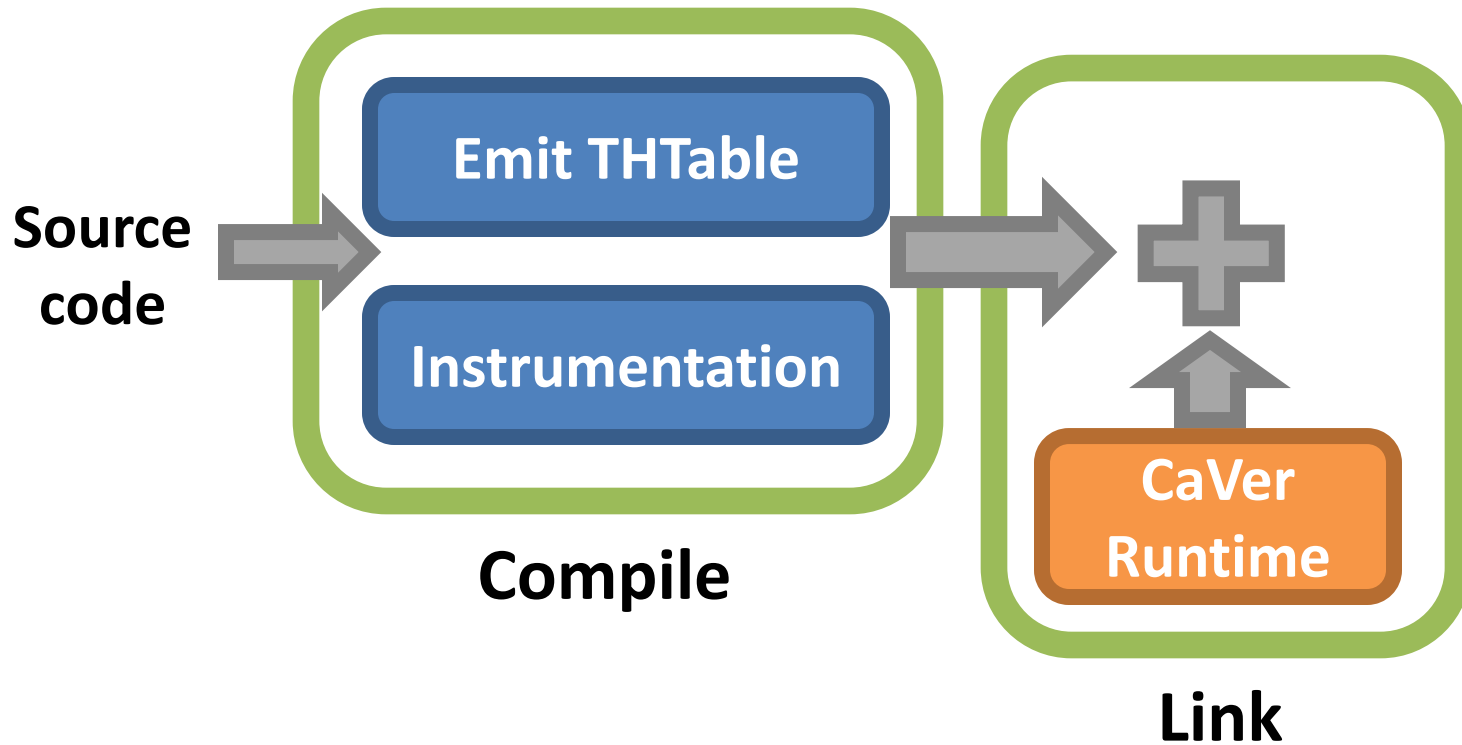 Source
code
Emit THTable
Instrumentation
Compile
CaVer
Runtime
Link